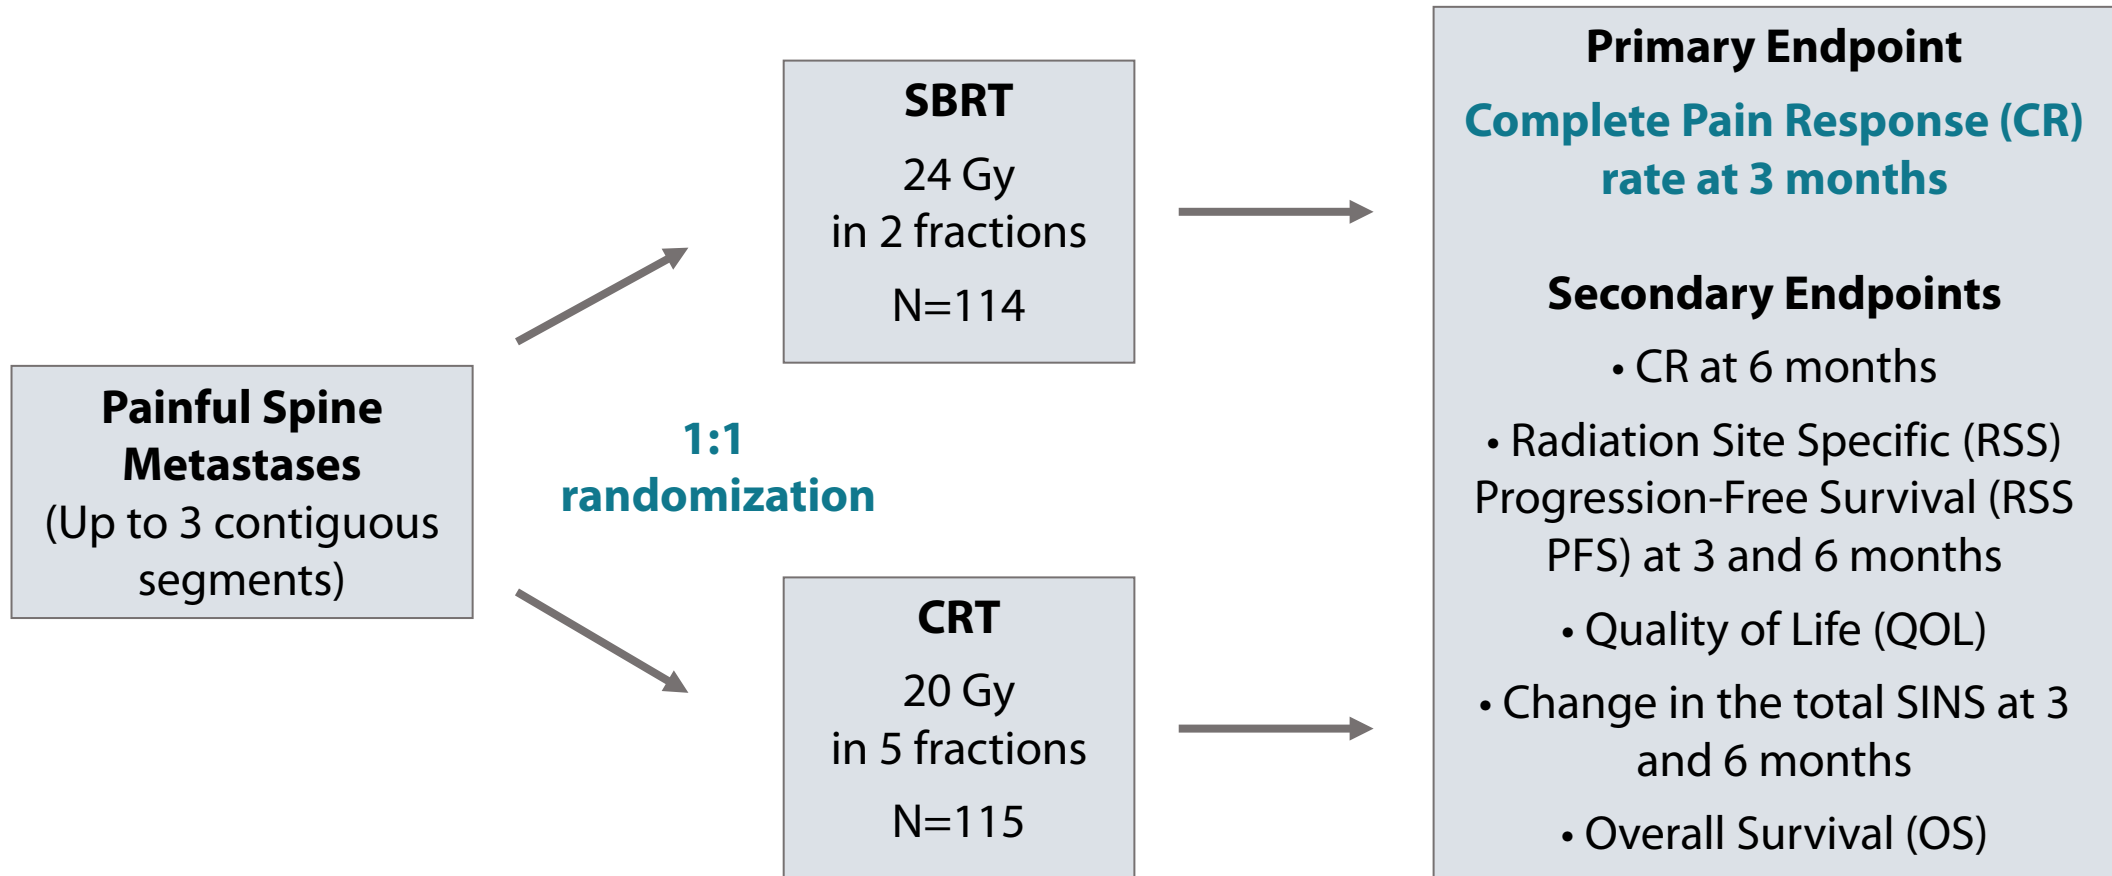 Painful Spine
Metastases
(Up to 3 contiguous
segments)
1:1
randomization
SBRT
24 Gy
in 2 fractions
N=114
CRT
20 Gy
in 5 fractions
N=115
Primary Endpoint
Complete Pain Response (CR)
rate at 3 months
Secondary Endpoints
• CR at 6 months
• Radiation Site Specific (RSS)
Progression-Free Survival (RSS
PFS) at 3 and 6 months
• Quality of Life (QOL)
• Change in the total SINS at 3
and 6 months
• Overall Survival (OS)